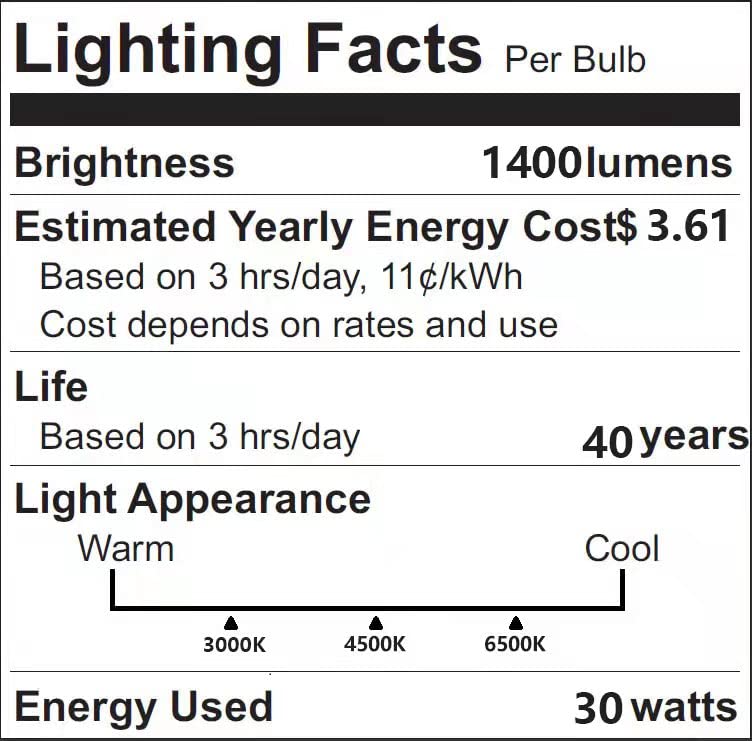 Lighting Facts Per Bulb
Brightness 1400lumens
Estimated Yearly Energy Cost$ 3.61
Based on 3 hrs/day, 11¢/kWh
Cost depends on rates and use
Life
Based on 3 hrs/day 40 years
Light Appearance
Warm Cool
3000K 4500K 6500K
Energy Used 30 watts